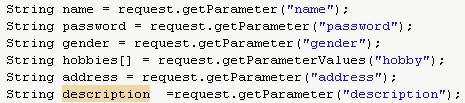 String name = request.getParameter("name");
String password = request.getParameter("password");
String gender = request.getParameter("gender");
String hobbies[] = request.getParameterValues("hobby");
String address = request.getParameter("address");
String description  =request.getParameter("description");